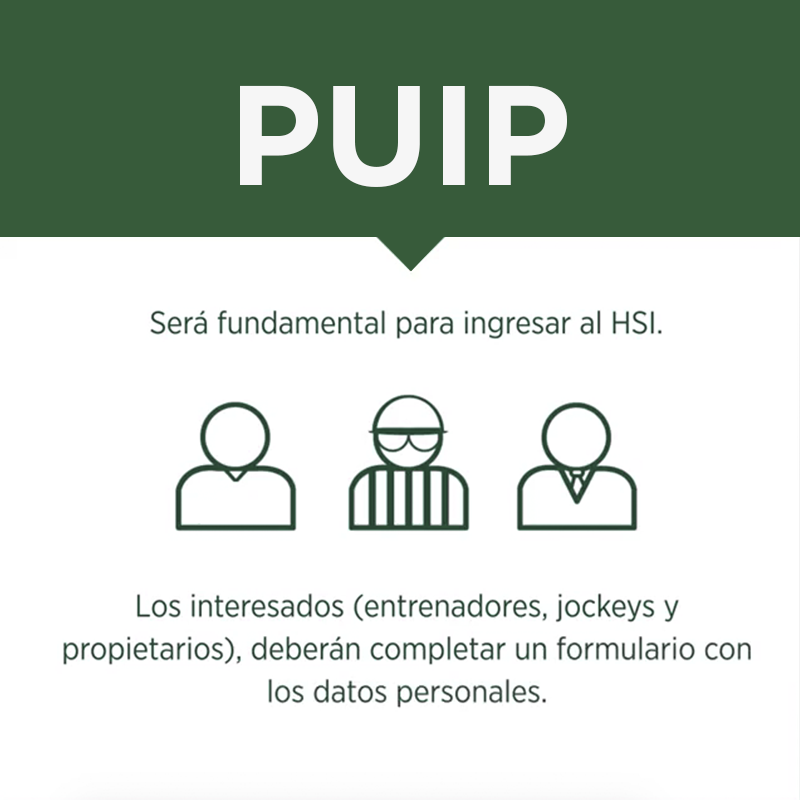 PUIP
Será fundamental para ingresar al HSI.
Los interesados (entrenadores, jockeys y
propietarios), deberán completar un formulario con
los datos personales.